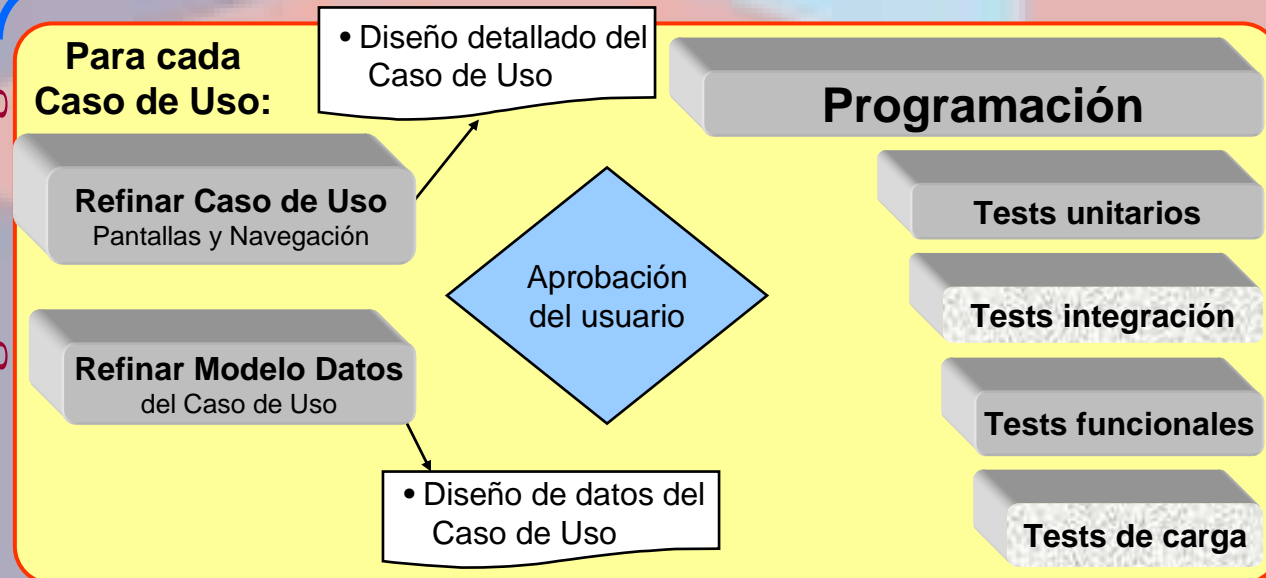 Para cada
Caso de Uso:
• Diseño detallado del
Caso de Uso
Programación
Refinar Caso de Uso
Pantallas y Navegación
Tests unitarios
Aprobación
del usuario
Tests integración
Refinar Modelo Datos
del Caso de Uso
Tests funcionales
• Diseño de datos del
Caso de Uso
Tests de carga